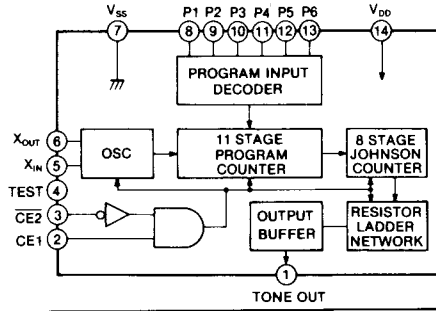 VSS P1 P2 P3 P4 P5 P6 VDD
7 8 9 10 11 12 13 14
PROGRAM INPUT
DECODER
XOUT 6
XIN 5
OSC
11 STAGE
PROGRAM
COUNTER
8 STAGE
JOHNSON
COUNTER
TEST 4
CE2 3
CE1 2
OUTPUT
BUFFER
RESISTOR
LADDER
NETWORK
1
TONE OUT